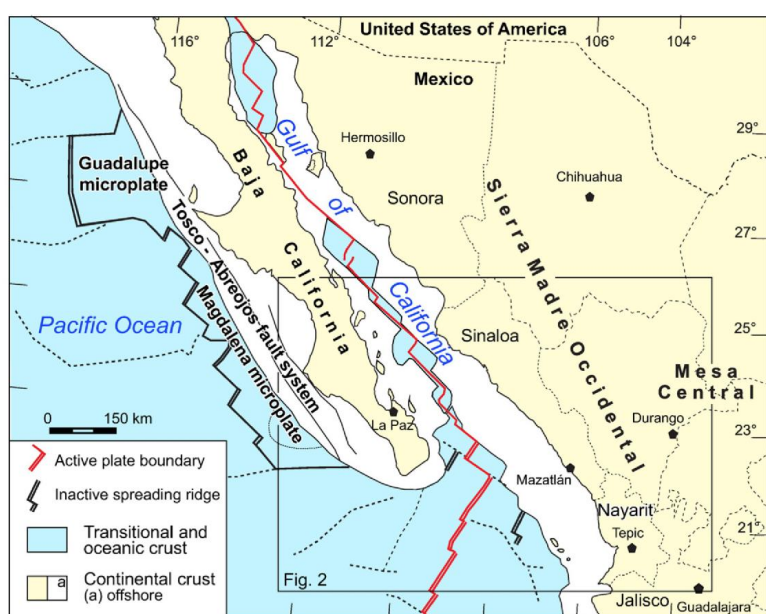 United States of America
116°
112°
106°
104°
Mexico
29°
Guadalupe
microplate
Gulf
of
California
Hermosillo
Chihuahua
Baja
California
Sonora
Sierra Madre Occidental
27°
Tosco - Abreojos fault system
Magdalena microplate
Pacific Ocean
Sinaloa
25°
Mesa
Central
0 150 km
La Paz
Durango
23°
Active plate boundary
Inactive spreading ridge
Mazatlán
Nayarit
Tepic
21°
Transitional and
oceanic crust
a
Continental crust
(a) offshore
Fig. 2
Jalisco
Guadalajara